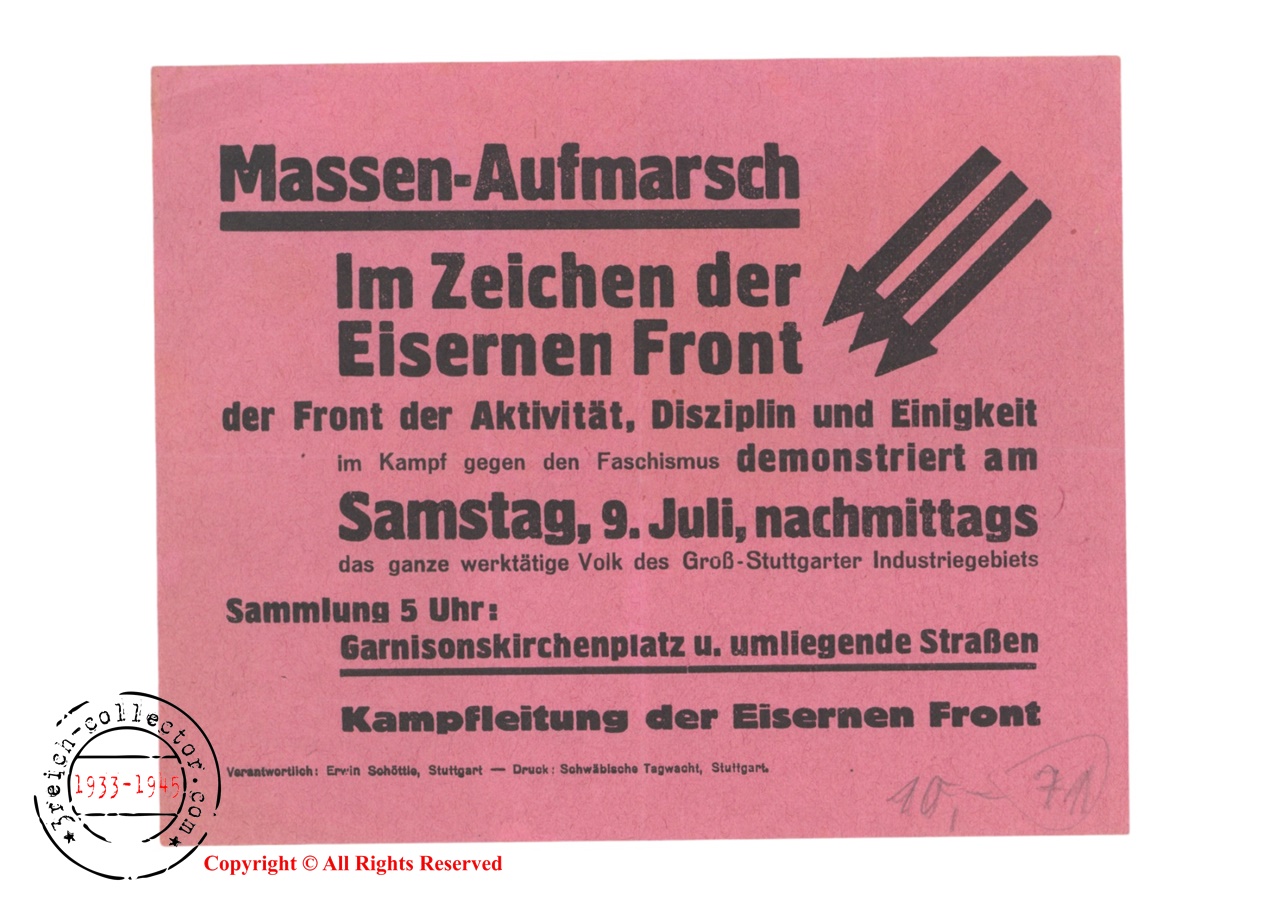 Massen-Aufmarsch
Im Zeichen der
Eisernen Front
der Front der Aktivität, Disziplin und Einigkeit
im Kampf gegen den Faschismus demonstriert am
Samstag, 9. Juli, nachmittags
das ganze werktätige Volk des Groß-Stuttgarter Industriegebiets
Sammlung 5 Uhr:
Garnisonskirchenplatz u. umliegende Straßen
Kampfleitung der Eisernen Front
Verantwortlich: Erwin Schöttle, Stuttgart — Druck: Schwäbische Tagwacht, Stuttgart.
10,- 71
3reich-collector.com
1933-1945
Copyright © All Rights Reserved